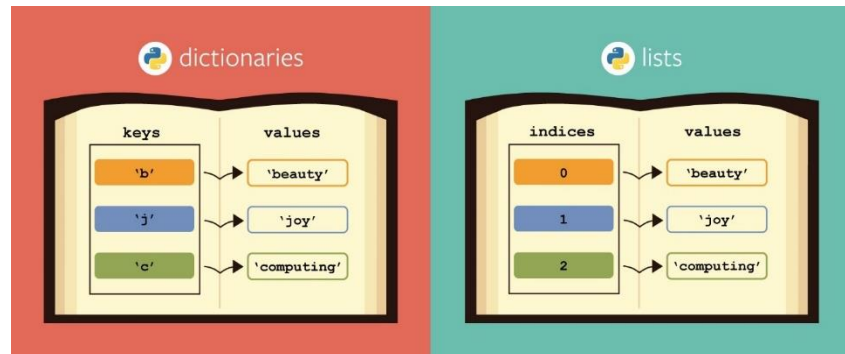 dictionaries
keys values
‘b’ ‘beauty’
‘j’ ‘joy’
‘c’ ‘computing’
lists
indices values
0 ‘beauty’
1 ‘joy’
2 ‘computing’